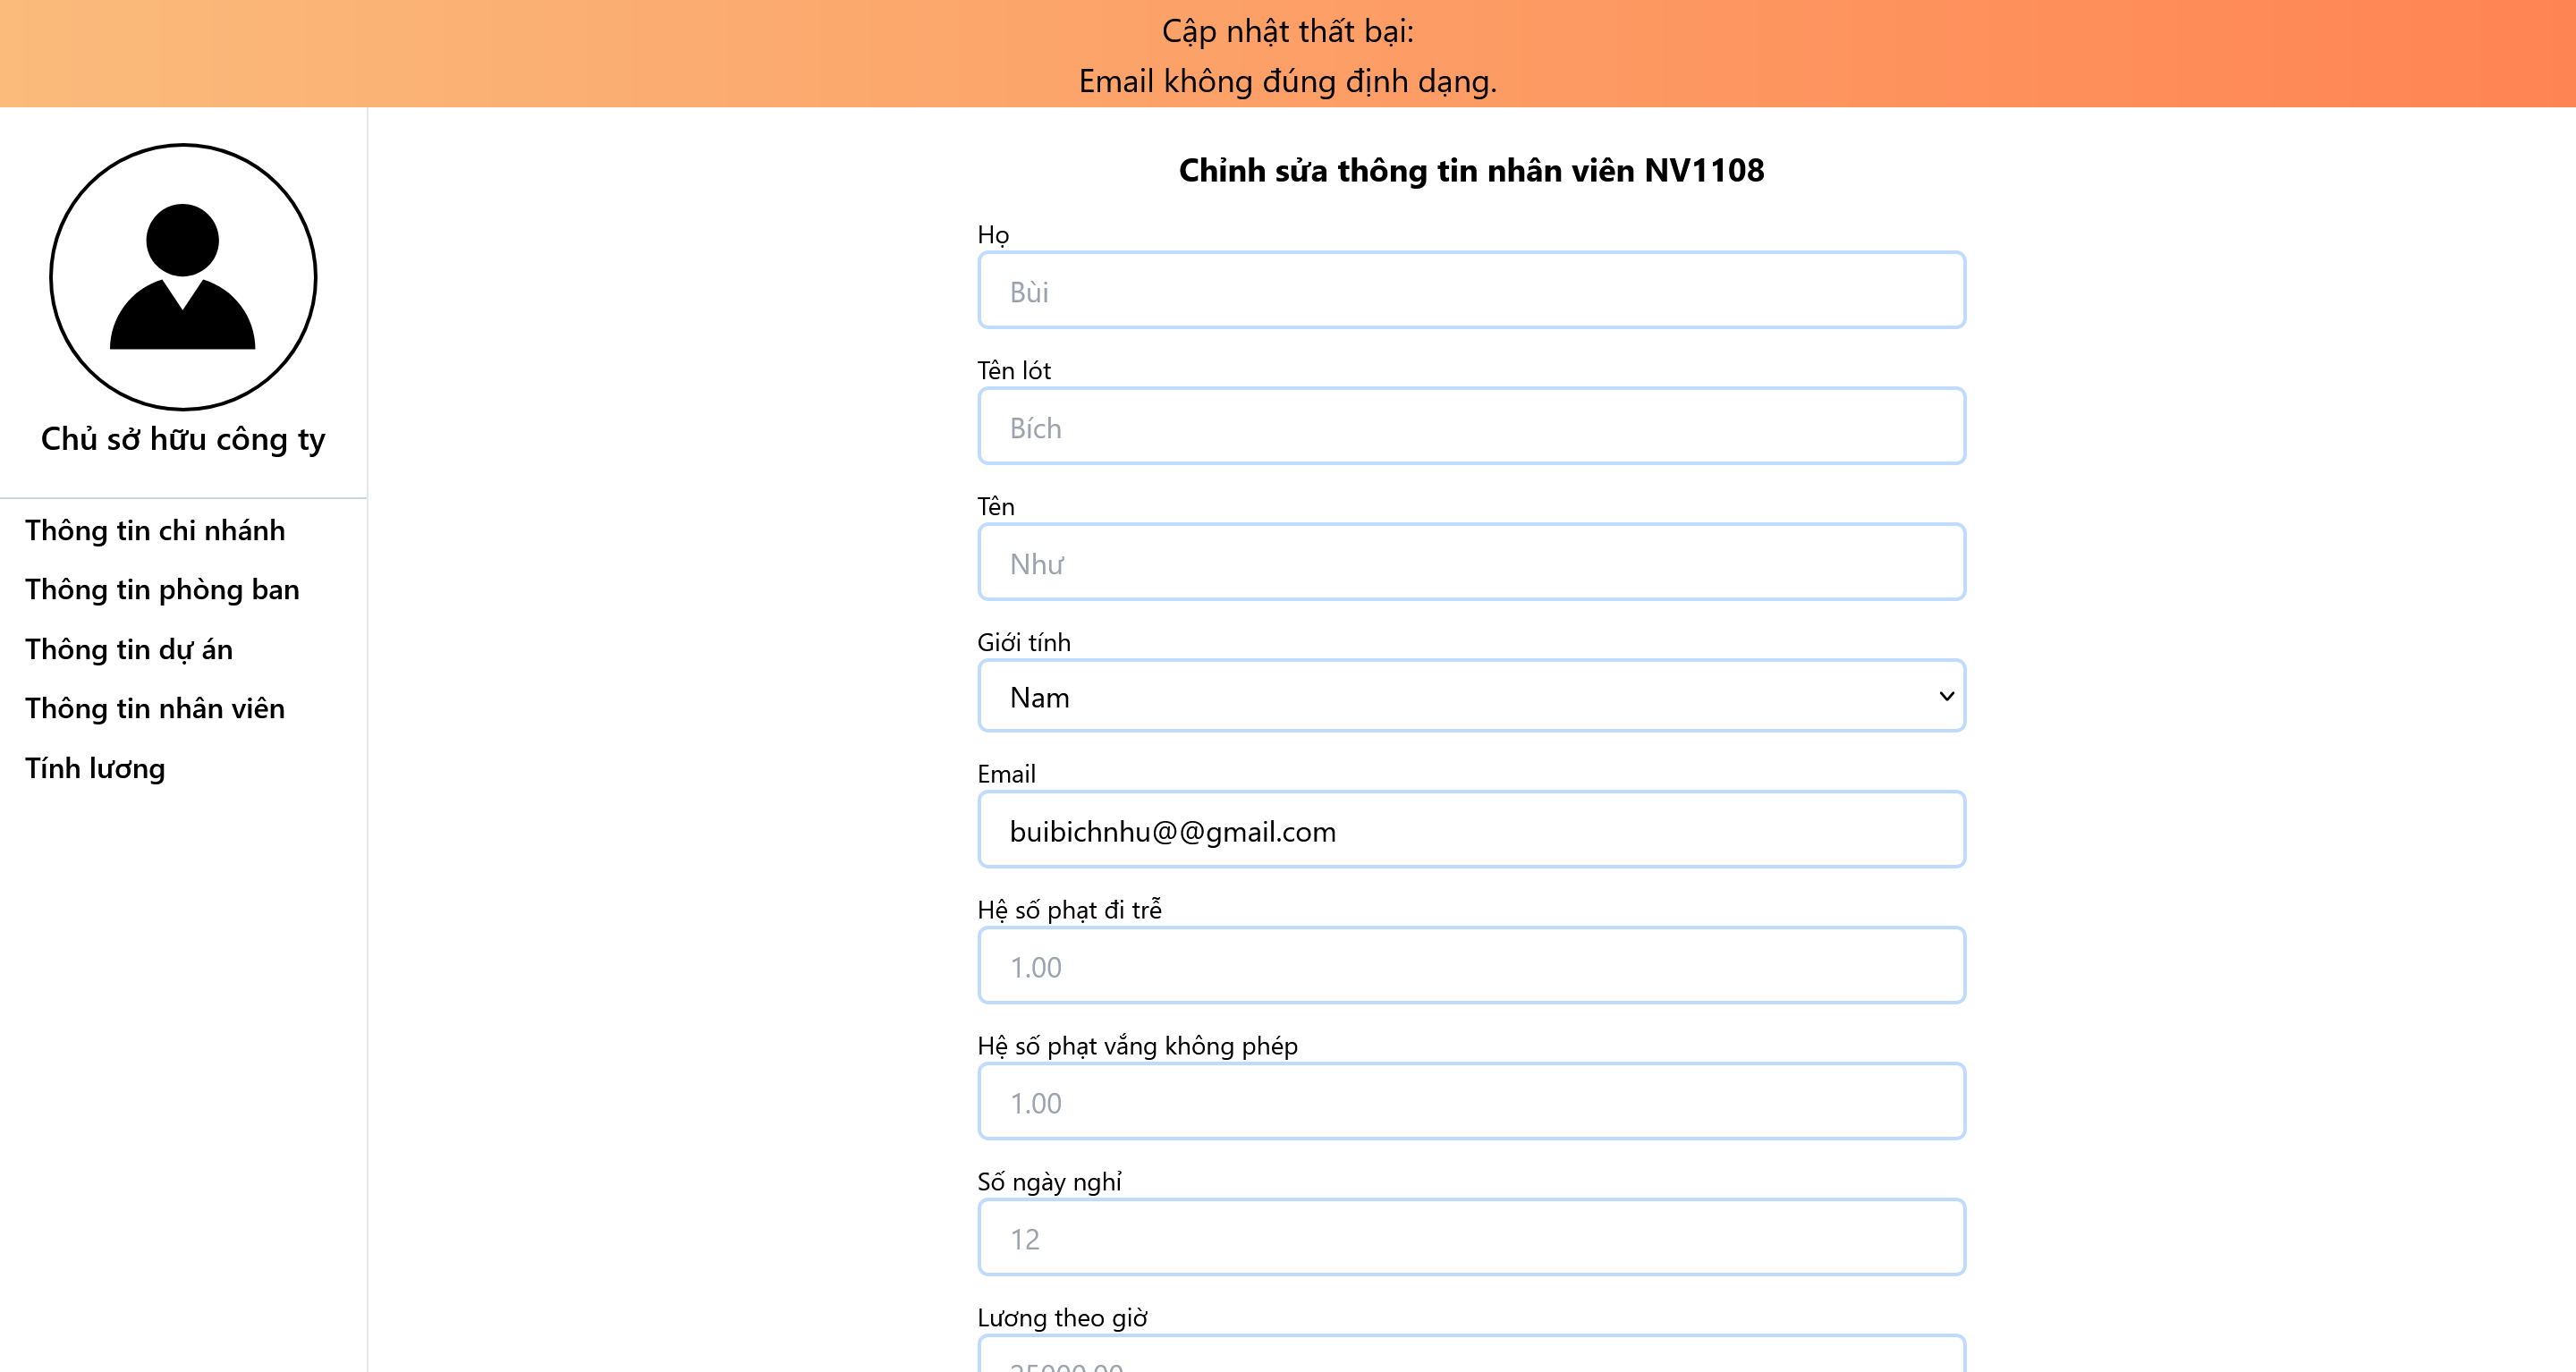 Cập nhật thất bại:
Email không đúng định dạng.
Chủ sở hữu công ty
Thông tin chi nhánh
Thông tin phòng ban
Thông tin dự án
Thông tin nhân viên
Tính lương
Chỉnh sửa thông tin nhân viên NV1108
Họ
Bùi
Tên lót
Bích
Tên
Như
Giới tính
Nam
Email
buibichnhu@@gmail.com
Hệ số phạt đi trễ
1.00
Hệ số phạt vắng không phép
1.00
Số ngày nghỉ
12
Lương theo giờ